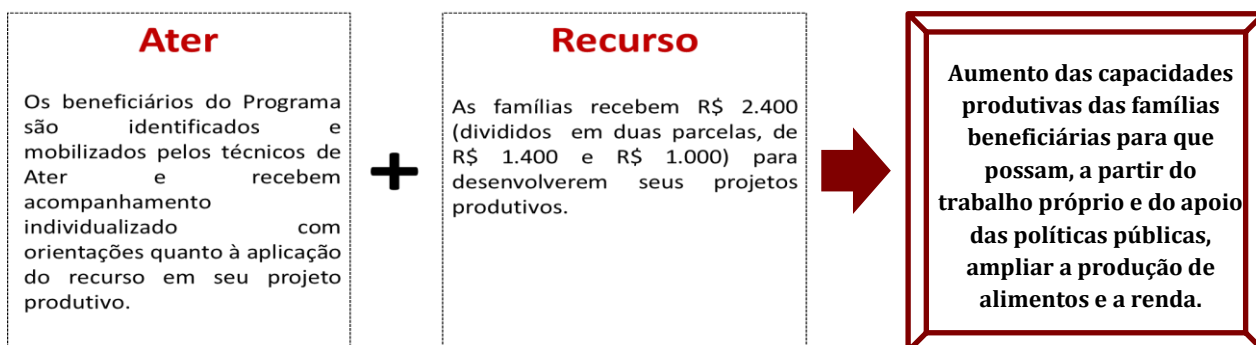 Ater
Os beneficiários do Programa
são identificados e
mobilizados pelos técnicos de
Ater e recebem
acompanhamento
individualizado com
orientações quanto à aplicação
do recurso em seu projeto
produtivo.
Recurso
As famílias recebem R$ 2.400
(divididos em duas parcelas, de
R$ 1.400 e R$ 1.000) para
desenvolverem seus projetos
produtivos.
Aumento das capacidades
produtivas das famílias
beneficiárias para que
possam, a partir do
trabalho próprio e do apoio
das políticas públicas,
ampliar a produção de
alimentos e a renda.